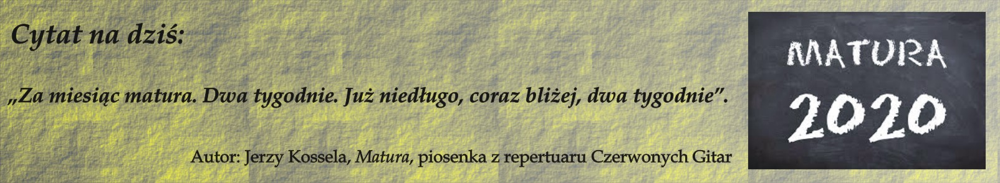 Cytat na dziś:
„Za miesiąc matura. Dwa tygodnie. Już niedługo, coraz bliżej, dwa tygodnie”.
Autor: Jerzy Kossela, Matura, piosenka z repertuaru Czerwonych Gitar
MATURA
2020